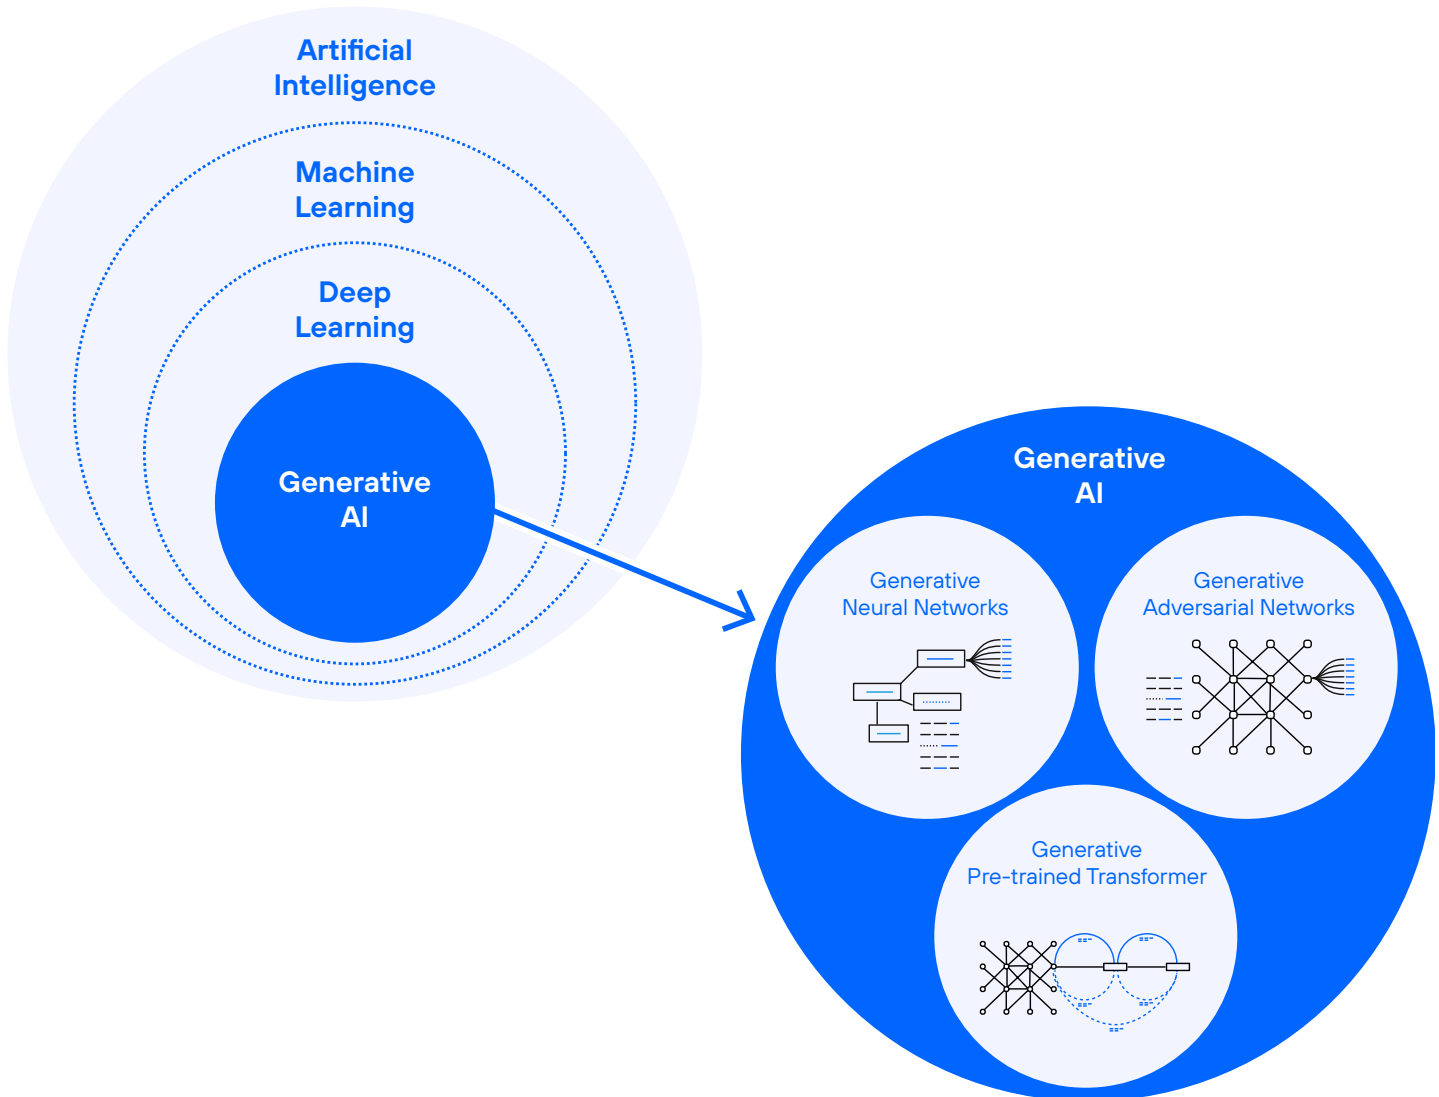 Artificial
Intelligence
Machine
Learning
Deep
Learning
Generative
AI
Generative
AI
Generative
Neural Networks
Generative
Adversarial Networks
Generative
Pre-trained Transformer